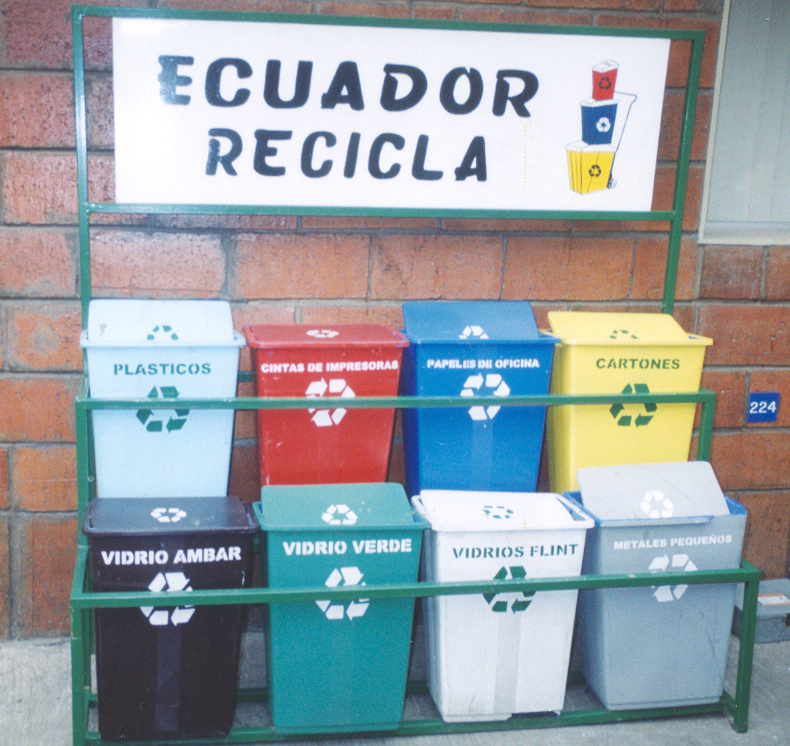 ECUADOR
RECICLA
PLASTICOS
CINTAS DE IMPRESORAS
PAPELES DE OFICINA
CARTONES
224
VIDRIO AMBAR
VIDRIO VERDE
VIDRIOS FLINT
METALES PEQUEÑOS